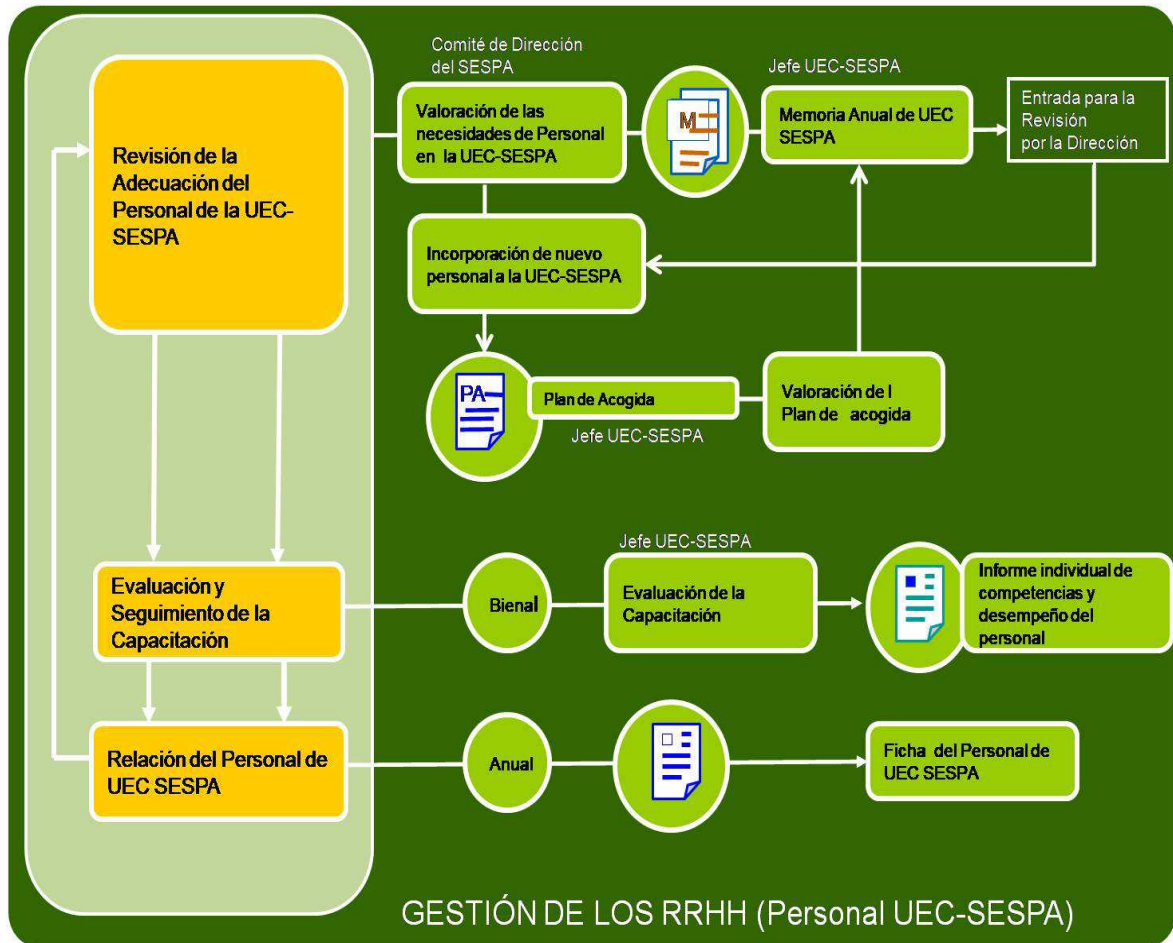 Revisión de la
Adecuación del
Personal de la UEC-
SESPA
Comité de Dirección
del SESPA
Valoración de las
necesidades de Personal
en la UEC-SESPA
M
Jefe UEC-SESPA
Memoria Anual de UEC
SESPA
Entrada para la
Revisión
por la Dirección
Incorporación de nuevo
personal a la UEC-SESPA
PA
Plan de Acogida
Jefe UEC-SESPA
Valoración de l
Plan de acogida
Evaluación y
Seguimiento de la
Capacitación
Bienal
Jefe UEC-SESPA
Evaluación de la
Capacitación
Informe individual de
competencias y
desempeño del
personal
Relación del Personal de
UEC SESPA
Anual
Ficha del Personal de
UEC SESPA
GESTIÓN DE LOS RRHH (Personal UEC-SESPA)